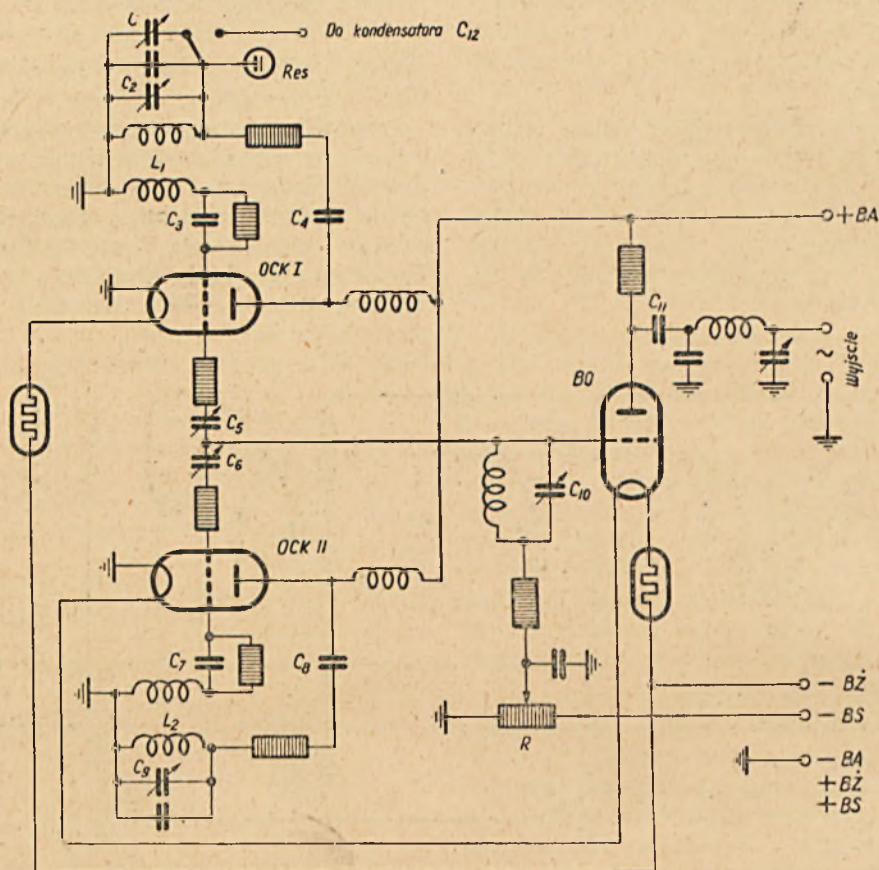 C
Do kondensatora C12
Res
C2
L1
C3
C4
OCK I
+ BA
C11
BO
~ Wyjscie
C5
C6
C10
OCK II
C7
C8
L2
C9
R
− BŻ
− BS
− BA
+ BŻ
+ BS